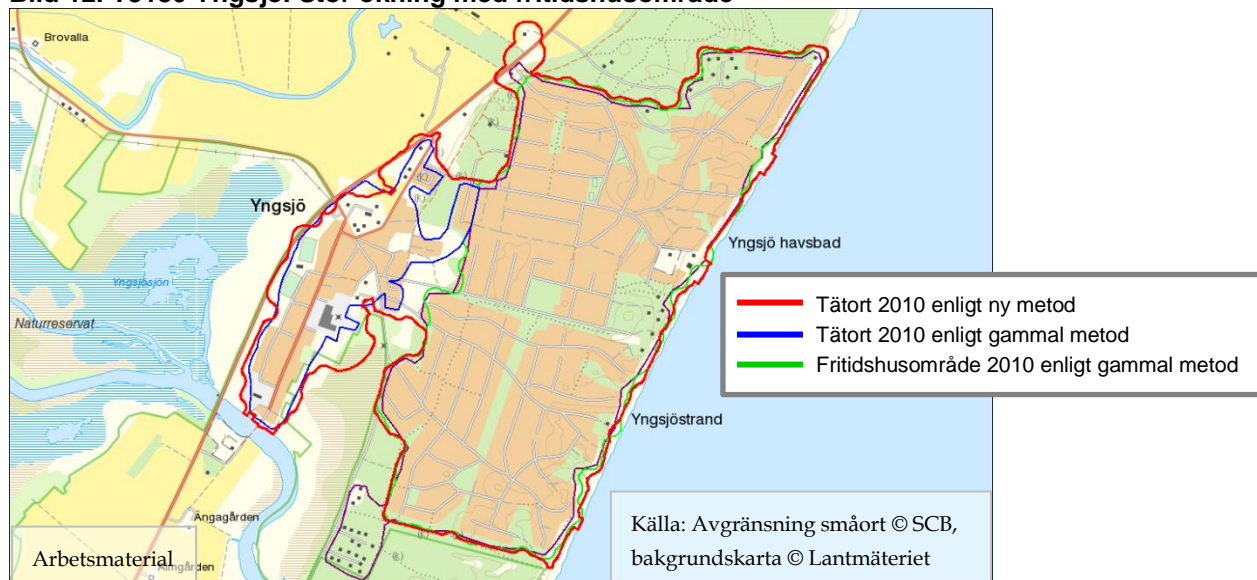 Brovalla
Yngsjö
Yngsjö havsbad
Yngsjösjön
Naturreservat
Tätort 2010 enligt ny metod
Tätort 2010 enligt gammal metod
Fritidshusområde 2010 enligt gammal metod
Yngsjöstrand
Ängagården
Arbetsmaterial
Källa: Avgränsning småort © SCB,
bakgrundskarta © Lantmäteriet